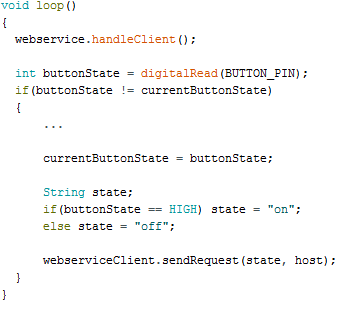 void loop()
{
  webservice.handleClient();

  int buttonState = digitalRead(BUTTON_PIN);
  if(buttonState != currentButtonState)
  {
      ...

      currentButtonState = buttonState;

      String state;
      if(buttonState == HIGH) state = "on";
      else state = "off";

      webserviceClient.sendRequest(state, host);
  }
}